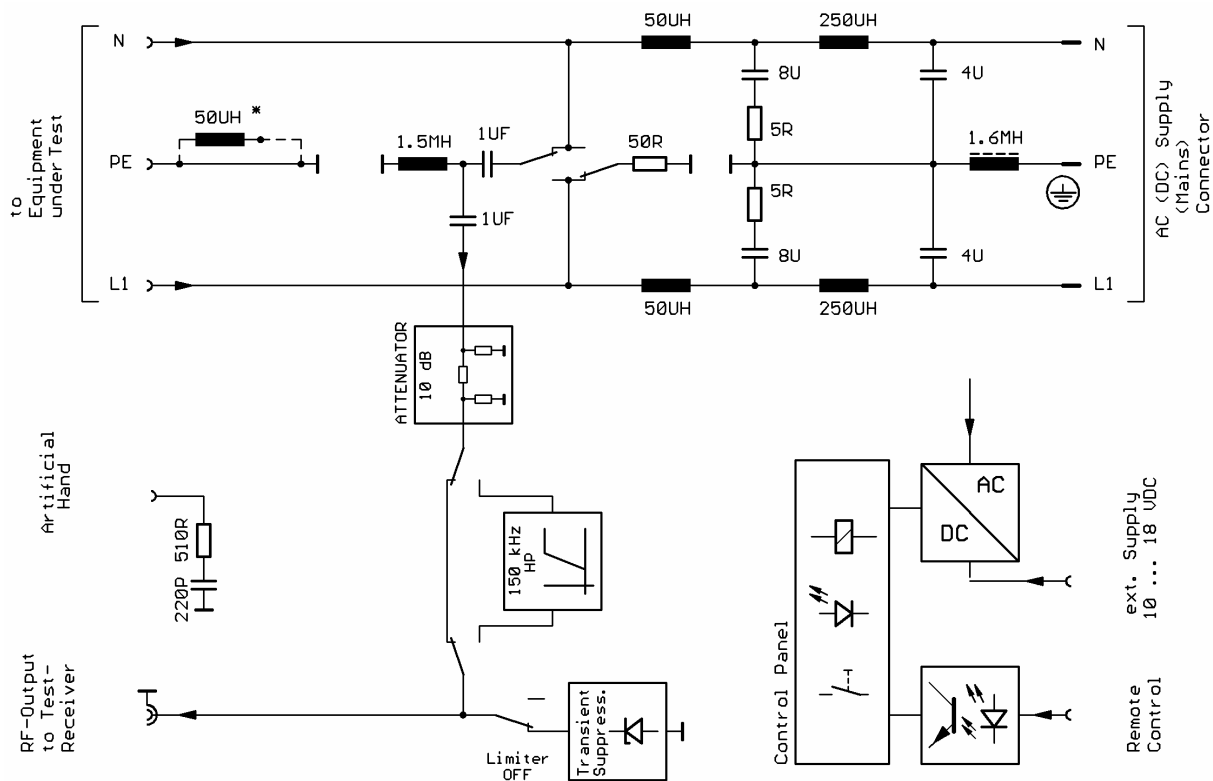 50UH
250UH
N
N
8U
4U
50UH *
5R
1.5MH
1UF
50R
1.6MH
to
Equipment
under Test
PE
PE
5R
AC (DC) Supply
(Mains)
Connector
1UF
8U
4U
L1
L1
50UH
250UH
ATTENUATOR
10 dB
Artificial
Hand
AC
DC
510R
220P
150 kHz
HP
ext. Supply
10 ... 18 VDC
Control Panel
RF-Output
to Test-
Receiver
Transient
Suppress.
Limiter
OFF
Remote
Control